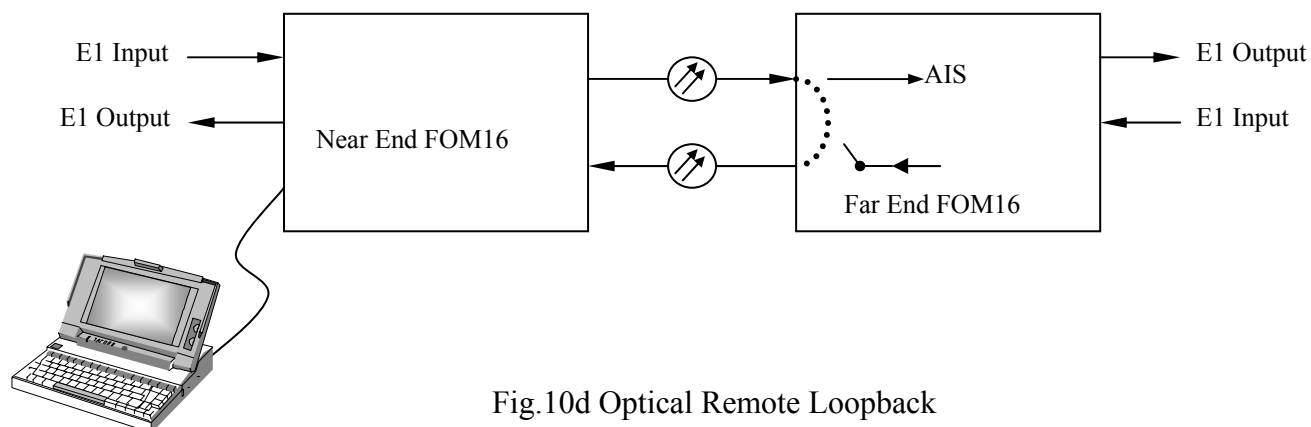 E1 Input
E1 Output
Near End FOM16
AIS
Far End FOM16
E1 Output
E1 Input
Fig.10d Optical Remote Loopback